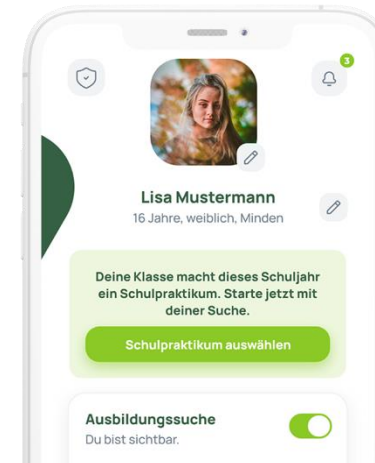 3
Lisa Mustermann
16 Jahre, weiblich, Minden
Deine Klasse macht dieses Schuljahr
ein Schulpraktikum. Starte jetzt mit
deiner Suche.
Schulpraktikum auswählen
Ausbildungssuche
Du bist sichtbar.